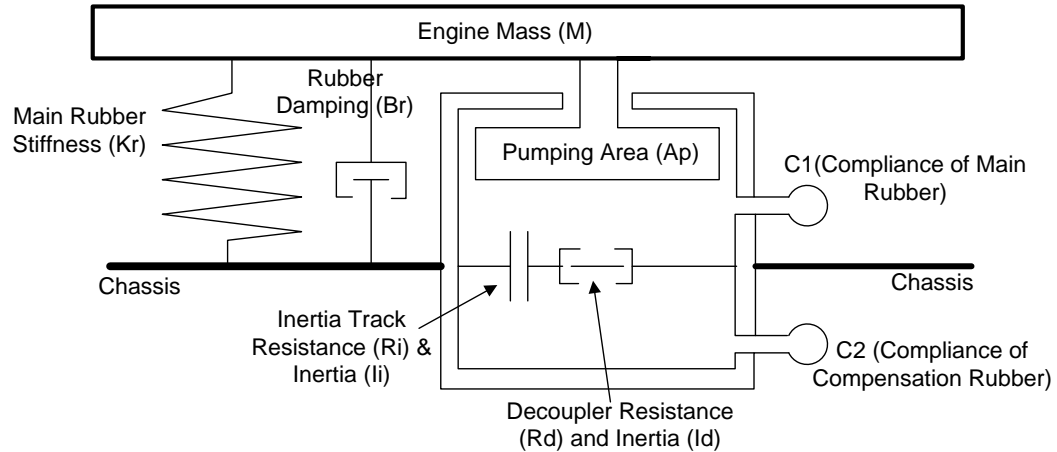 Engine Mass (M)
Rubber
Damping (Br)
Main Rubber
Stiffness (Kr)
Pumping Area (Ap)
C1(Compliance of Main
Rubber)
Chassis
Chassis
Inertia Track
Resistance (Ri) &
Inertia (Ii)
C2 (Compliance of
Compensation Rubber)
Decoupler Resistance
(Rd) and Inertia (Id)